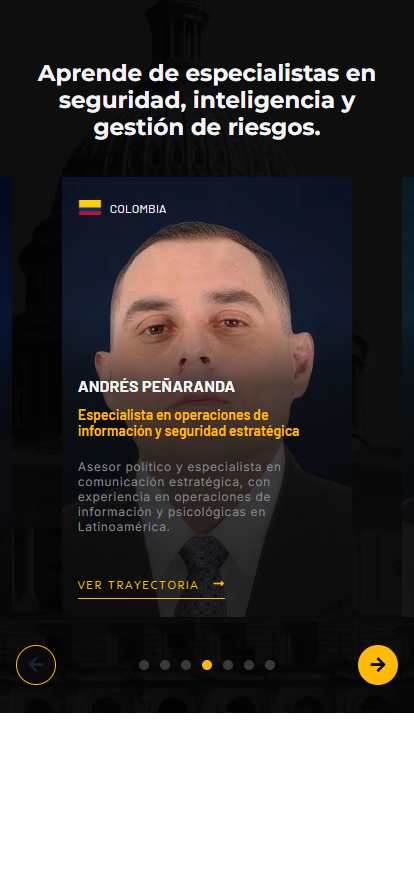 Aprende de especialistas en
seguridad, inteligencia y
gestión de riesgos.
COLOMBIA
ANDRÉS PEÑARANDA
Especialista en operaciones de
información y seguridad estratégica
Asesor político y especialista en
comunicación estratégica, con
experiencia en operaciones de
información y psicológicas en
Latinoamérica.
VER TRAYECTORIA